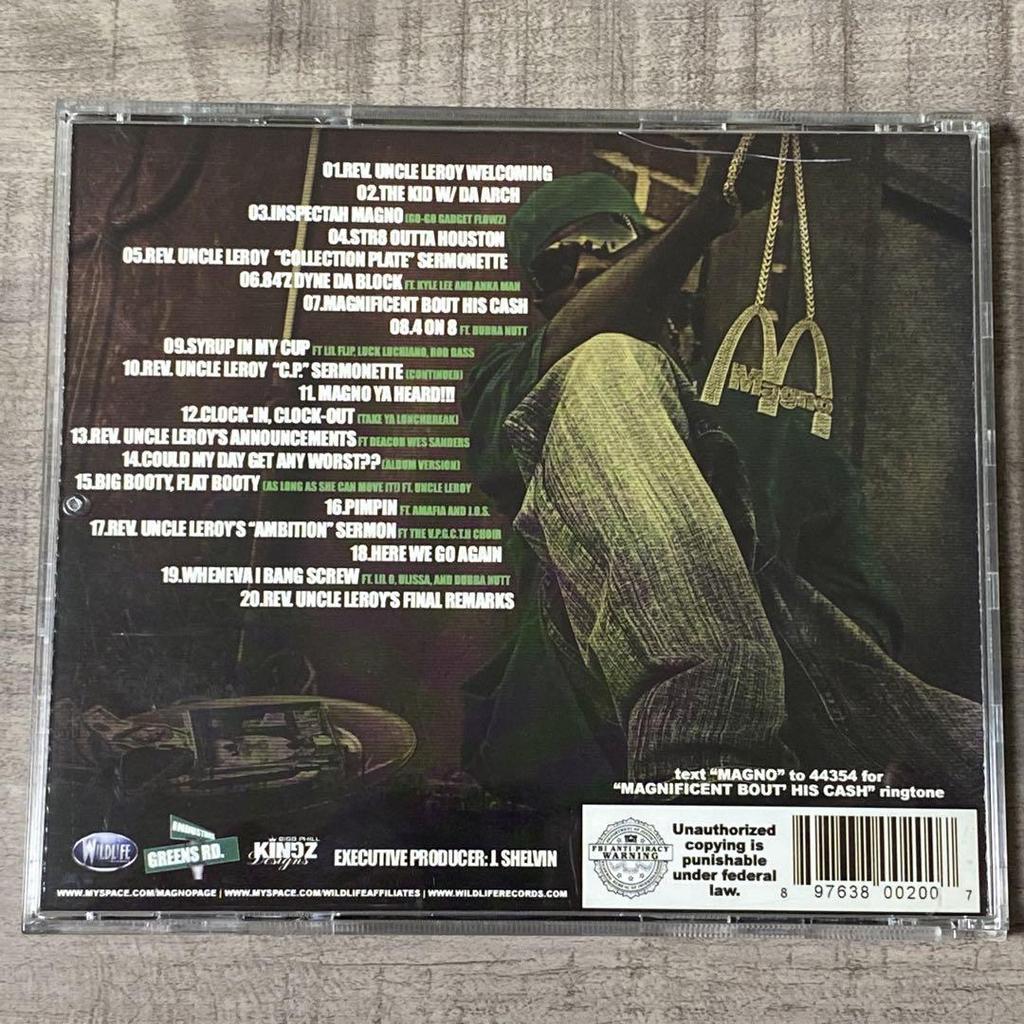 01.REV. UNCLE LEROY WELCOMING
02.THE KID W/ DA ARCH
03.INSPECTAH MAGNO (GO-GO GADGET FLOWZ)
04.STR8 OUTTA HOUSTON
05.REV. UNCLE LEROY "COLLECTION PLATE" SERMONETTE
06.84'Z DYNE DA BLOCK FT. KYLE LEE AND ANKA MAN
07.MAGNIFICENT BOUT HIS CASH
08.4 ON 8 FT. DUBBA NUTT
09.SYRUP IN MY CUP FT LIL FLIP, LUCK LUCHIANO, ROD BASS
10.REV. UNCLE LEROY "C.P." SERMONETTE (CONTINUED)
11. MAGNO YA HEARD!!!
12.CLOCK-IN, CLOCK-OUT (TAKE YA LUNCHBREAK)
13.REV. UNCLE LEROY'S ANNOUNCEMENTS FT DEACON WES SANDERS
14.COULD MY DAY GET ANY WORST?? (ALBUM VERSION)
15.BIG BOOTY, FLAT BOOTY (AS LONG AS SHE CAN MOVE IT!) FT. UNCLE LEROY
16.PIMPIN FT. AMAFIA AND J.O.S.
17.REV. UNCLE LEROY'S "AMBITION" SERMON FT THE V.P.G.C.T.H CHOIR
18.HERE WE GO AGAIN
19.WHENEVA I BANG SCREW FT. LIL O, ULISSA, AND DUBBA NUTT
20.REV. UNCLE LEROY'S FINAL REMARKS
Magno
text "MAGNO" to 44354 for
"MAGNIFICENT BOUT' HIS CASH" ringtone
WILDLIFE
GREENS RD.
BIGG PHILL
KINGZ
Designs
EXECUTIVE PRODUCER: J. SHELVIN
WWW.MYSPACE.COM/MAGNOPAGE | WWW.MYSPACE.COM/WILDLIFEAFFILIATES | WWW.WILDLIFERECORDS.COM
FBI ANTI-PIRACY
WARNING
Unauthorized
copying is
punishable
under federal
law.
8 97638 00200 7